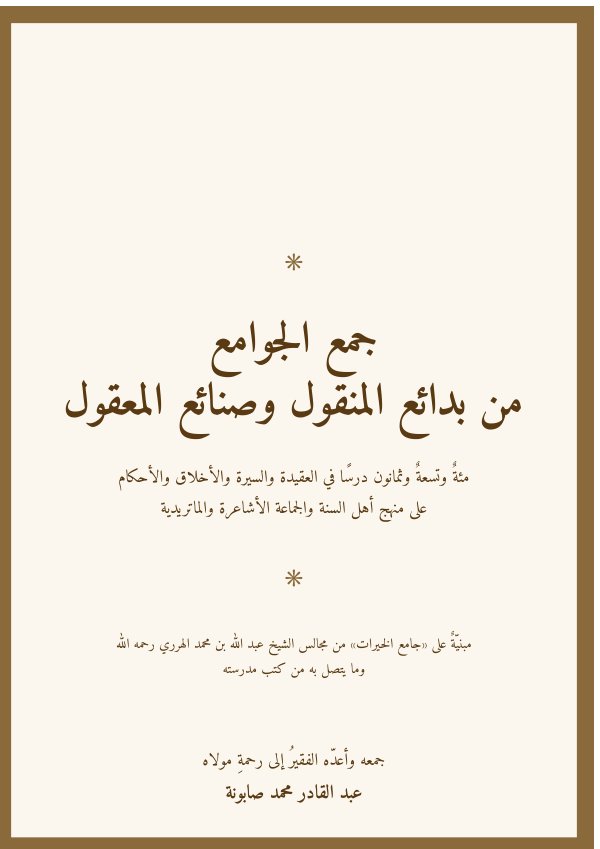 جمع الجوامع
من بدائع المنقول وصنائع المعقول
مئةٌ وتسعةٌ وثمانون درسًا في العقيدة والسيرة والأخلاق والأحكام
على منهج أهل السنة والجماعة الأشاعرة والماتريدية
مبنيّةٌ على «جامع الخيرات» من مجالس الشيخ عبد الله بن محمد الهرري رحمه الله
وما يتصل به من كتب مدرسته
جمعه وأعدّه الفقيرُ إلى رحمةِ مولاه
عبد القادر محمد صابونة